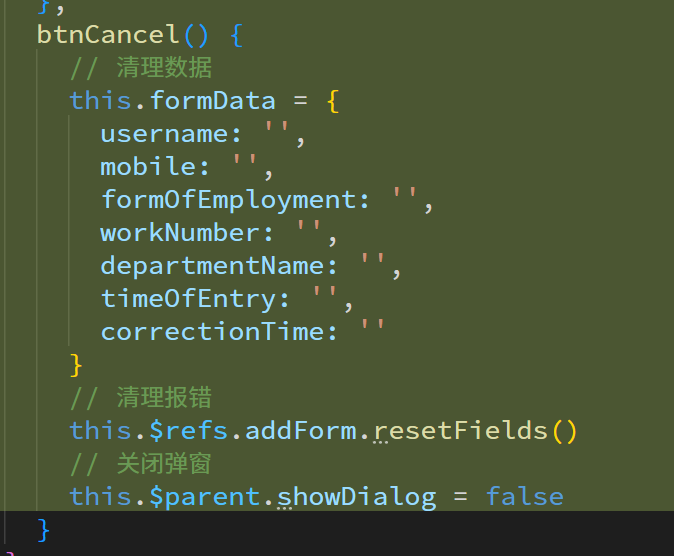 },
btnCancel() {
// 清理数据
this.formData = {
username: '',
mobile: '',
formOfEmployment: '',
workNumber: '',
departmentName: '',
timeOfEntry: '',
correctionTime: ''
}
// 清理报错
this.$refs.addForm.resetFields()
// 关闭弹窗
this.$parent.showDialog = false
}